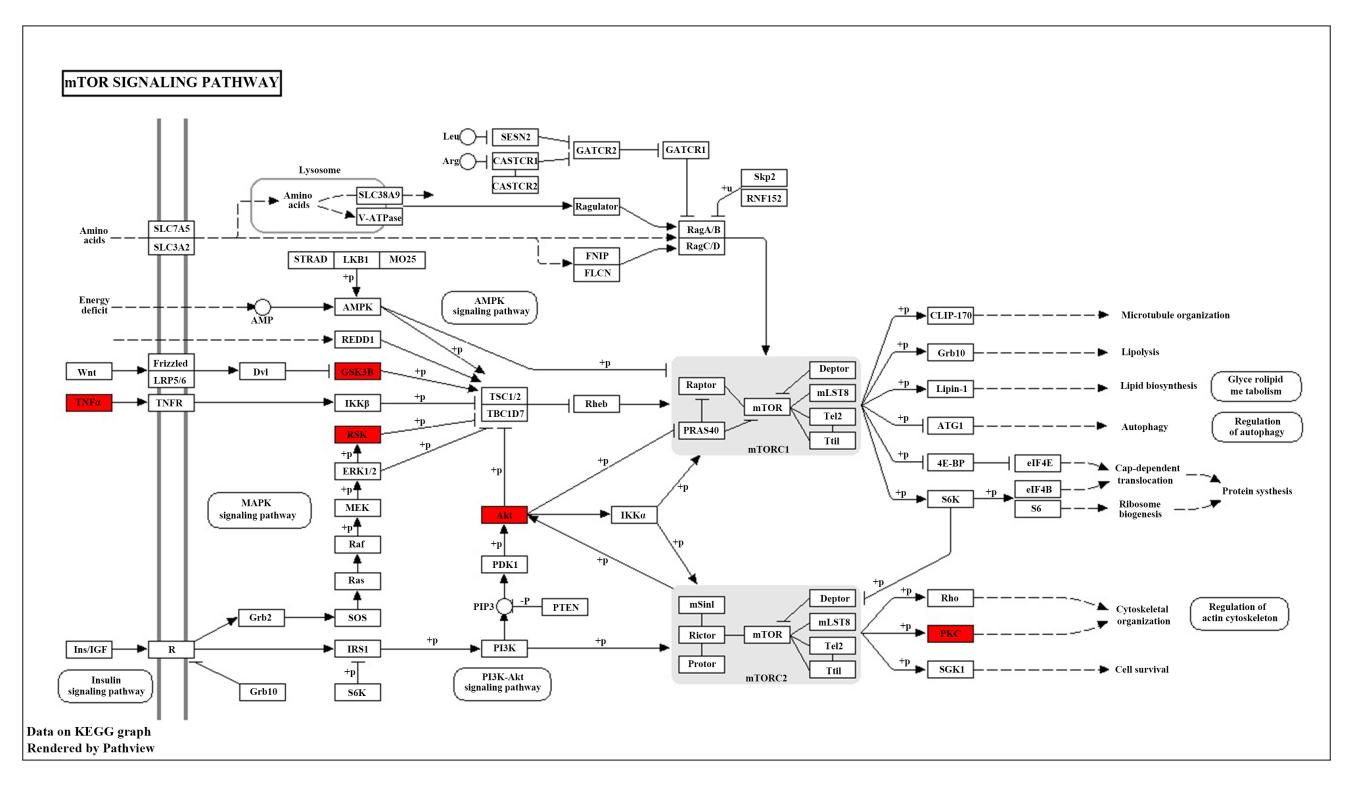 mTOR SIGNALING PATHWAY
Leu
SESN2
GATCR2
GATCR1
Arg
CASTCR1
CASTCR2
Lysosome
Skp2
+u
RNF152
Amino
acids
SLC38A9
V-ATPase
Ragulator
SLC7A5
SLC3A2
Amino
acids
RagA/B
RagC/D
STRAD
LKB1
MO25
FNIP
FLCN
+p
Energy
deficit
AMP
AMPK
AMPK
signaling pathway
REDD1
+p
+p
Wnt
Frizzled
LRP5/6
Dvl
GSK3B
+p
TNFα
TNFR
IKKβ
+p
TSC1/2
TBC1D7
Rheb
Raptor
mTOR
PRAS40
Deptor
mLST8
Tel2
Ttil
mTORC1
RSK
+p
+p
ERK1/2
+p
+p
MEK
+p
Raf
Ras
MAPK
signaling pathway
+p
Akt
+p
+p
IKKα
+p
+p
+p
PDK1
PIP3
-P
PTEN
SOS
Grb2
Ins/IGF
R
IRS1
+p
PI3K
+p
+p
S6K
Grb10
Insulin
signaling pathway
PI3K-Akt
signaling pathway
mSinl
Rictor
Protor
mTOR
Deptor
mLST8
Tel2
Ttil
mTORC2
+p
CLIP-170
Microtubule organization
+p
Grb10
Lipolysis
+p
Lipin-1
Lipid biosynthesis
Glyce rolipid
me tabolism
+p
ATG1
Autophagy
Regulation
of autophagy
+p
4E-BP
eIF4E
Cap-dependent
translocation
+p
S6K
+p
eIF4B
S6
Ribosome
biogenesis
Protein systhesis
+p
+p
Rho
+p
PKC
Cytoskeletal
organization
Regulation of
actin cytoskeleton
+p
SGK1
Cell survival
Data on KEGG graph
Rendered by Pathview